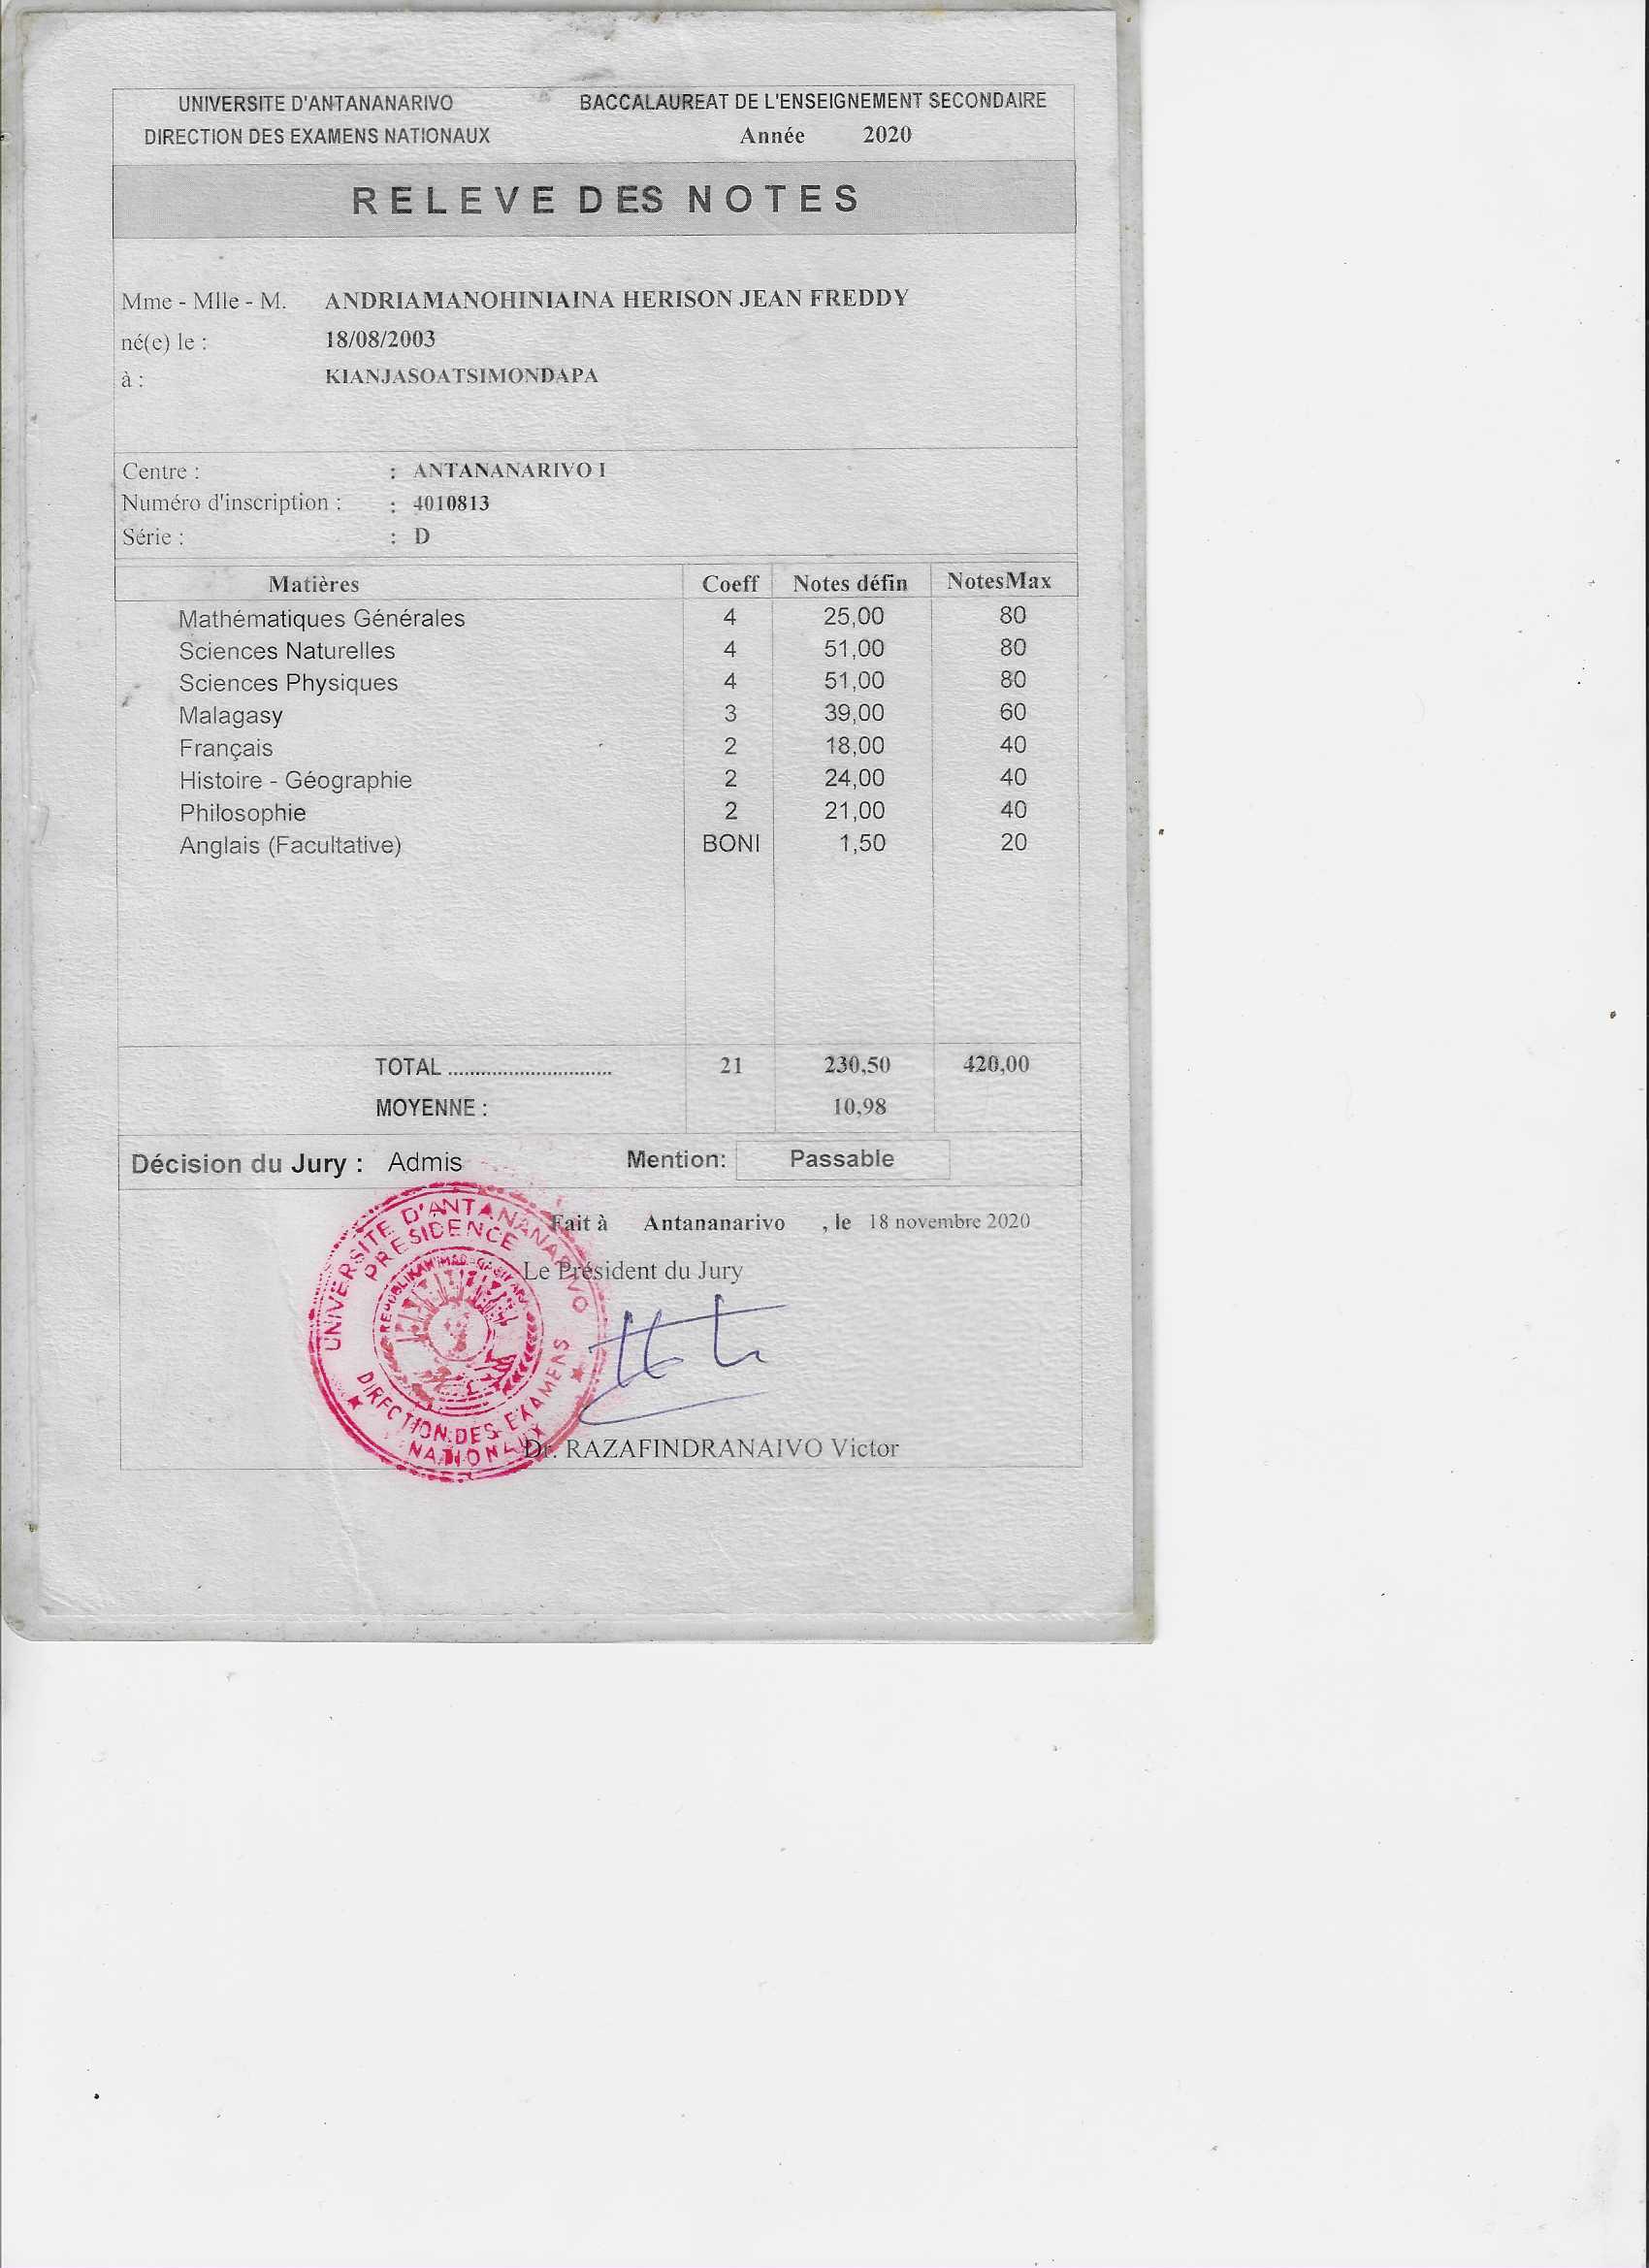 UNIVERSITE D'ANTANANARIVO BACCALAUREAT DE L'ENSEIGNEMENT SECONDAIRE
DIRECTION DES EXAMENS NATIONAUX Année 2020
RELEVE DES NOTES
Mme - Mlle - M. ANDRIAMANOHINIAINA HERISON JEAN FREDDY
né(e) le : 18/08/2003
à : KIANJASOATSIMONDAPA
Centre : : ANTANANARIVO I
Numéro d'inscription : : 4010813
Série : : D
Matières Coeff Notes défin NotesMax
Mathématiques Générales 4 25,00 80
Sciences Naturelles 4 51,00 80
Sciences Physiques 4 51,00 80
Malagasy 3 39,00 60
Français 2 18,00 40
Histoire - Géographie 2 24,00 40
Philosophie 2 21,00 40
Anglais (Facultative) BONI 1,50 20
TOTAL .............................. 21 230,50 420,00
MOYENNE : 10,98
Décision du Jury : Admis Mention: Passable
Fait à Antananarivo , le 18 novembre 2020
Le Président du Jury
UNIVERSITE D'ANTANANARIVO
PRESIDENCE
DIRECTION DES EXAMENS
NATIONAUX
Dr. RAZAFINDRANAIVO Victor